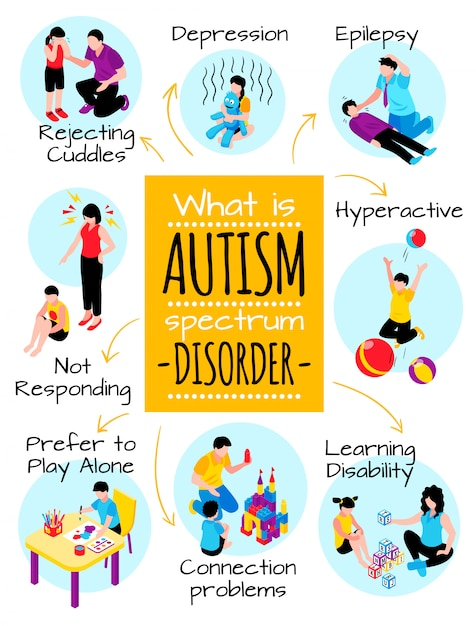 Depression
Epilepsy
Rejecting
Cuddles
What is
AUTISM
spectrum
-DISORDER-
Hyperactive
Not
Responding
Prefer to
Play Alone
Connection
problems
Learning
Disability